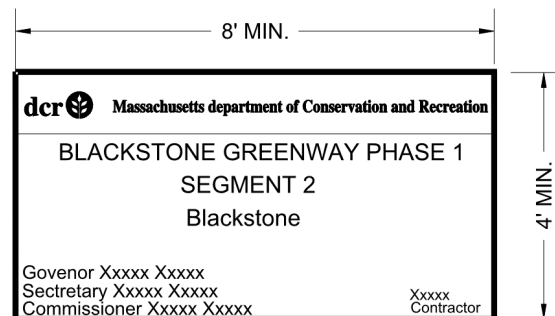 8' MIN.
dcr Massachusetts department of Conservation and Recreation
BLACKSTONE GREENWAY PHASE 1
SEGMENT 2
Blackstone
4' MIN.
Govenor Xxxxx Xxxxx
Sectretary Xxxxx Xxxxx
Commissioner Xxxxx Xxxxx
Xxxxx
Contractor